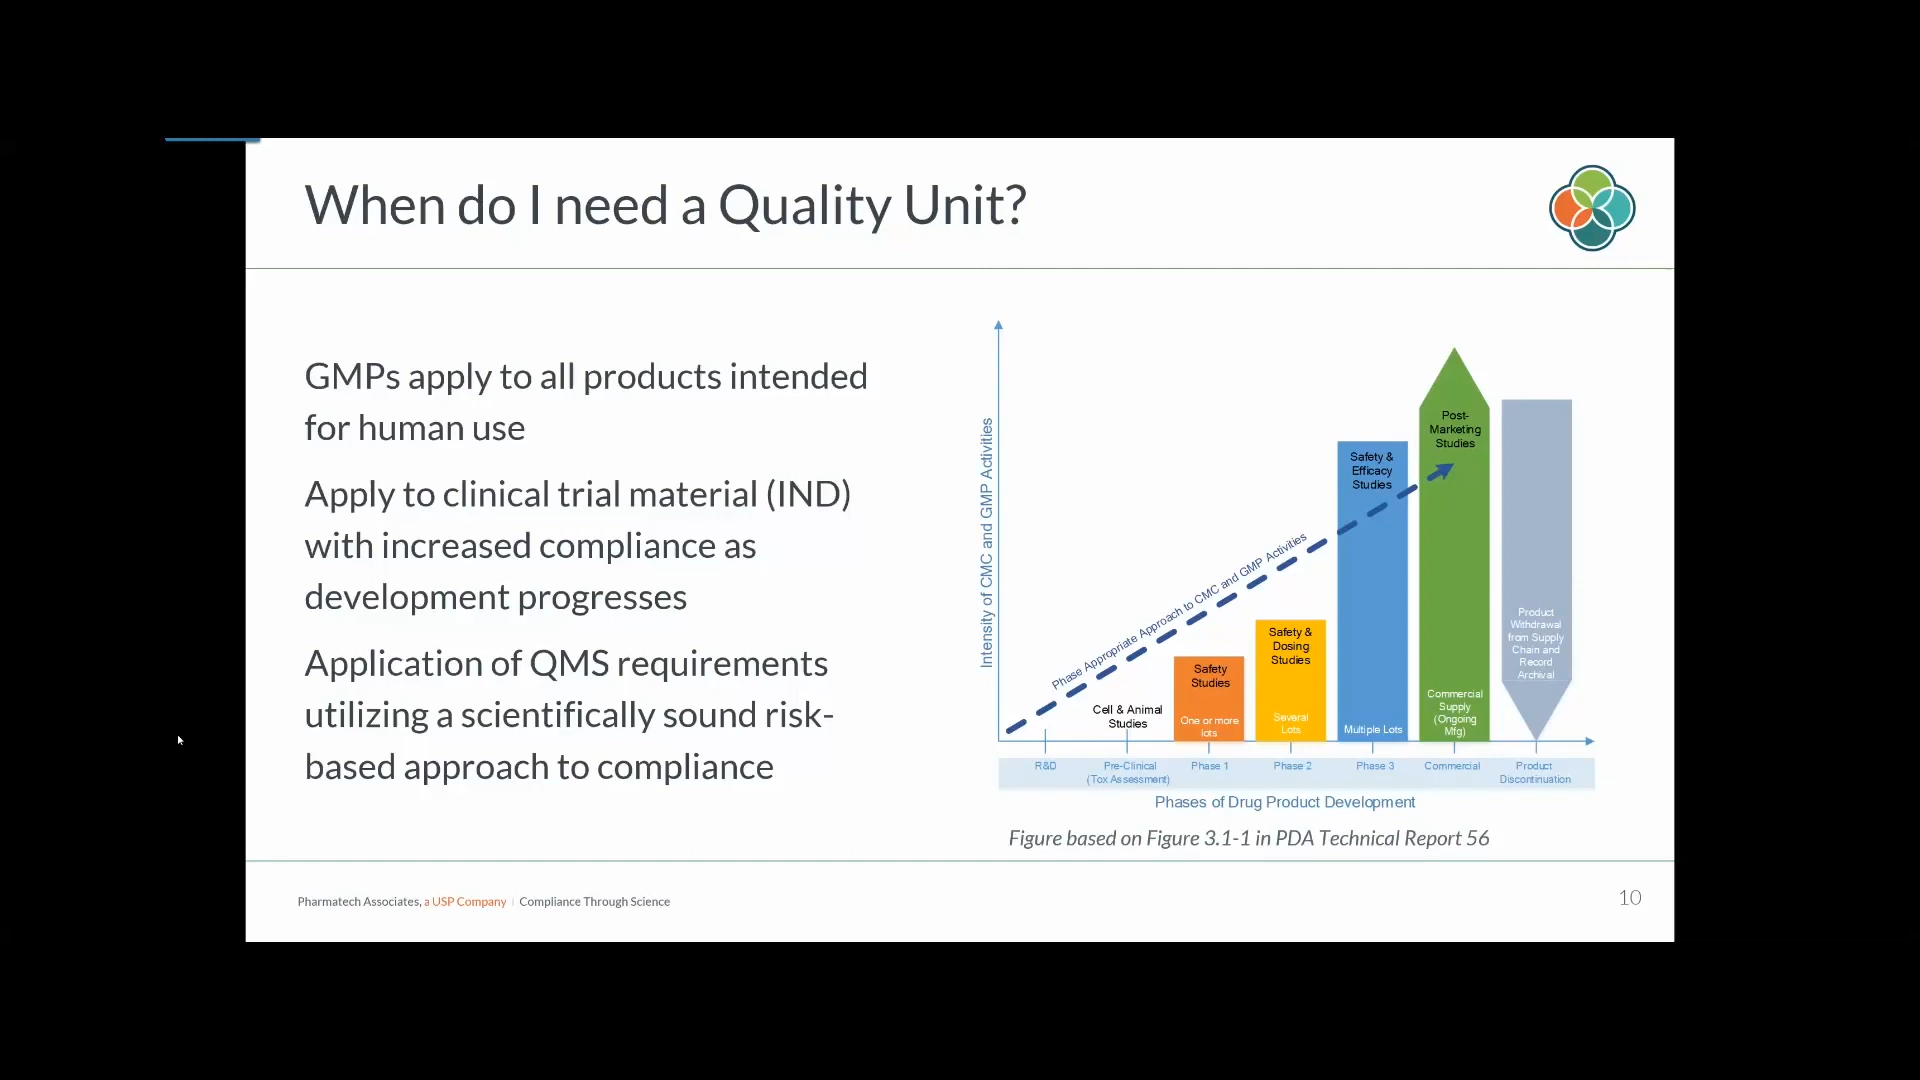 When do I need a Quality Unit?
GMPs apply to all products intended
for human use
Apply to clinical trial material (IND)
with increased compliance as
development progresses
Application of QMS requirements
utilizing a scientifically sound risk-
based approach to compliance
Intensity of CMC and GMP Activities
Phase Appropriate Approach to CMC and GMP Activities
Cell & Animal
Studies
Safety
Studies
One or more
lots
Safety &
Dosing
Studies
Several
Lots
Safety &
Efficacy
Studies
Multiple Lots
Post-
Marketing
Studies
Commercial
Supply
(Ongoing
Mfg)
Product
Withdrawal
from Supply
Chain and
Record
Archival
R&D
Pre-Clinical
(Tox Assessment)
Phase 1
Phase 2
Phase 3
Commercial
Product
Discontinuation
Phases of Drug Product Development
Figure based on Figure 3.1-1 in PDA Technical Report 56
Pharmatech Associates, a USP Company | Compliance Through Science
10